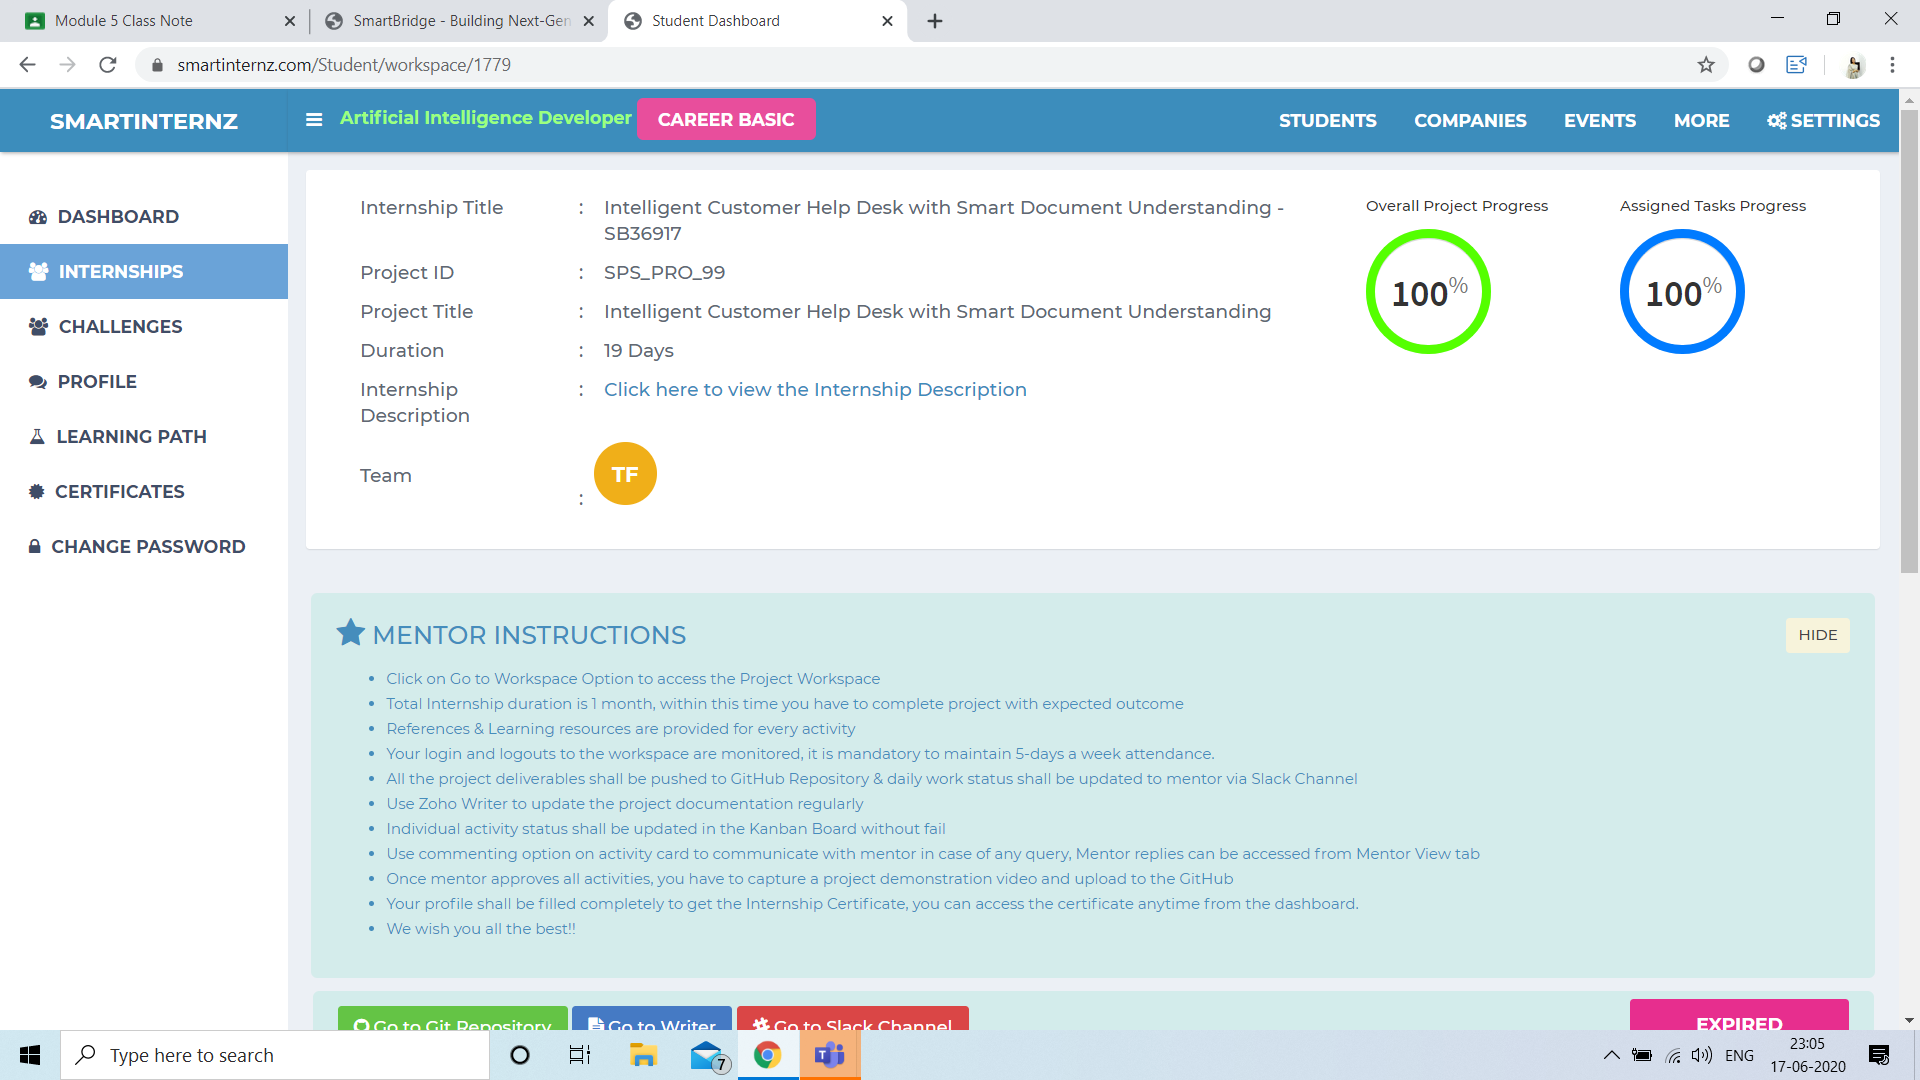 Module 5 Class Note
SmartBridge - Building Next-Gen
Student Dashboard
smartinternz.com/Student/workspace/1779
SMARTINTERNZ
Artificial Intelligence Developer
CAREER BASIC
STUDENTS
COMPANIES
EVENTS
MORE
SETTINGS
DASHBOARD
INTERNSHIPS
CHALLENGES
PROFILE
LEARNING PATH
CERTIFICATES
CHANGE PASSWORD
Internship Title : Intelligent Customer Help Desk with Smart Document Understanding -
SB36917
Project ID : SPS_PRO_99
Project Title : Intelligent Customer Help Desk with Smart Document Understanding
Duration : 19 Days
Internship : Click here to view the Internship Description
Description
Team :
TF
Overall Project Progress
100%
Assigned Tasks Progress
100%
MENTOR INSTRUCTIONS
HIDE
• Click on Go to Workspace Option to access the Project Workspace
• Total Internship duration is 1 month, within this time you have to complete project with expected outcome
• References & Learning resources are provided for every activity
• Your login and logouts to the workspace are monitored, it is mandatory to maintain 5-days a week attendance.
• All the project deliverables shall be pushed to GitHub Repository & daily work status shall be updated to mentor via Slack Channel
• Use Zoho Writer to update the project documentation regularly
• Individual activity status shall be updated in the Kanban Board without fail
• Use commenting option on activity card to communicate with mentor in case of any query, Mentor replies can be accessed from Mentor View tab
• Once mentor approves all activities, you have to capture a project demonstration video and upload to the GitHub
• Your profile shall be filled completely to get the Internship Certificate, you can access the certificate anytime from the dashboard.
• We wish you all the best!!
Go to Git Repository
Go to Writer
Go to Slack Channel
EXPIRED
Type here to search
7
ENG
23:05
17-06-2020